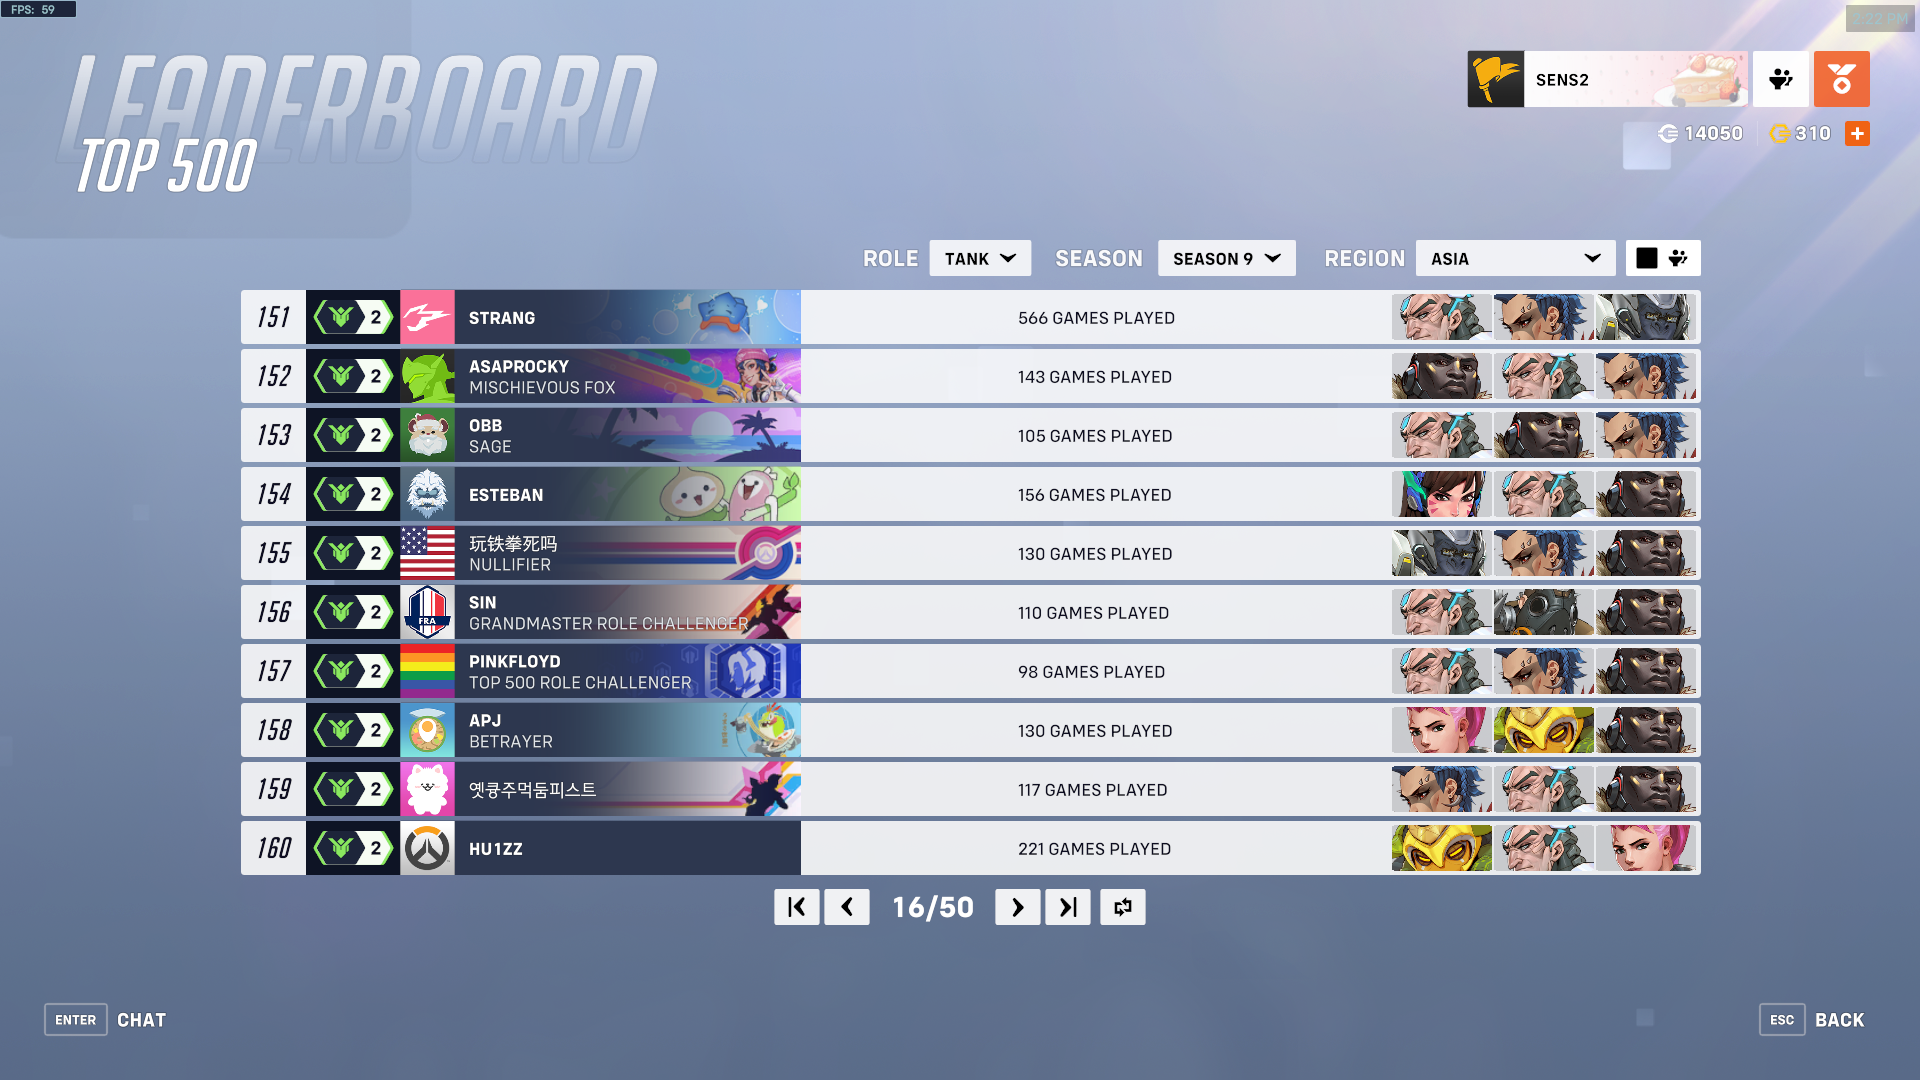 FPS: 59
3:22 PM
LEADERBOARD
TOP 500
SENS2
14050
310
ROLE
TANK
SEASON
SEASON 9
REGION
ASIA
151 2 STRANG 566 GAMES PLAYED
152 2 ASAPROCKY 143 GAMES PLAYED
MISCHIEVOUS FOX
153 2 OBB 105 GAMES PLAYED
SAGE
154 2 ESTEBAN 156 GAMES PLAYED
155 2 玩铁拳死吗 130 GAMES PLAYED
NULLIFIER
156 FRA 2 SIN 110 GAMES PLAYED
GRANDMASTER ROLE CHALLENGER
157 2 PINKFLOYD 98 GAMES PLAYED
TOP 500 ROLE CHALLENGER
158 2 APJ 130 GAMES PLAYED
BETRAYER
159 2 옛큥주먹둠피스트 117 GAMES PLAYED
160 2 HU1ZZ 221 GAMES PLAYED
16/50
ENTER CHAT
ESC BACK